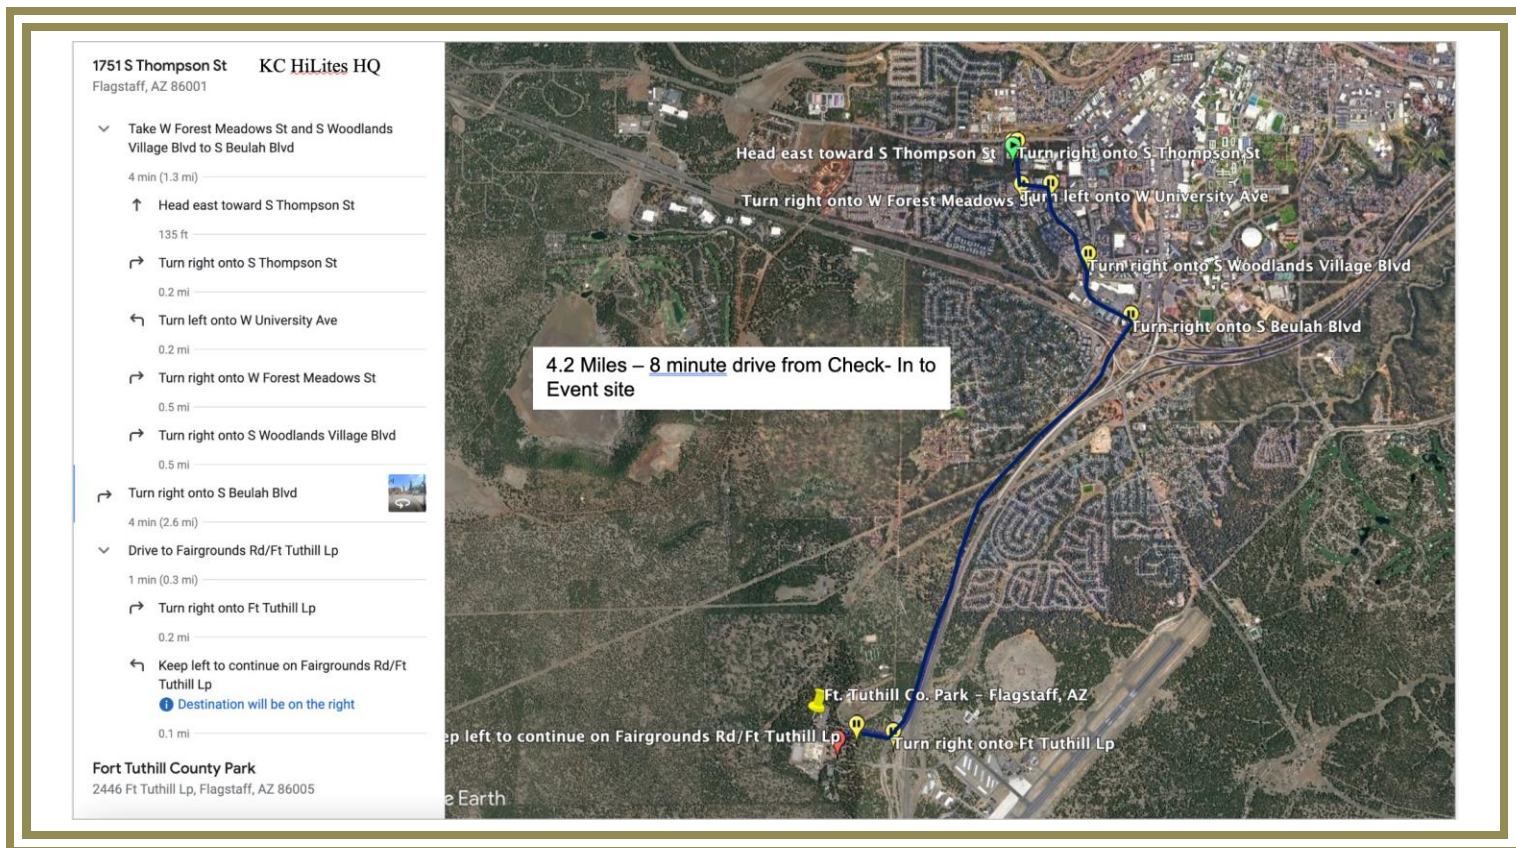 1751 S Thompson St KC HiLites HQ
Flagstaff, AZ 86001
Take W Forest Meadows St and S Woodlands
Village Blvd to S Beulah Blvd
4 min (1.3 mi)
Head east toward S Thompson St
135 ft
Turn right onto S Thompson St
0.2 mi
Turn left onto W University Ave
0.2 mi
Turn right onto W Forest Meadows St
0.5 mi
Turn right onto S Woodlands Village Blvd
0.5 mi
Turn right onto S Beulah Blvd
4 min (2.6 mi)
Drive to Fairgrounds Rd/Ft Tuthill Lp
1 min (0.3 mi)
Turn right onto Ft Tuthill Lp
0.2 mi
Keep left to continue on Fairgrounds Rd/Ft
Tuthill Lp
Destination will be on the right
0.1 mi
Fort Tuthill County Park
2446 Ft Tuthill Lp, Flagstaff, AZ 86005
Head east toward S Thompson St
Turn right onto S Thompson St
Turn right onto W Forest Meadows
Turn left onto W University Ave
Turn right onto S Woodlands Village Blvd
Turn right onto S Beulah Blvd
4.2 Miles – 8 minute drive from Check- In to
Event site
Ft. Tuthill Co. Park - Flagstaff, AZ
ep left to continue on Fairgrounds Rd/Ft Tuthill Lp
Turn right onto Ft Tuthill Lp
e Earth